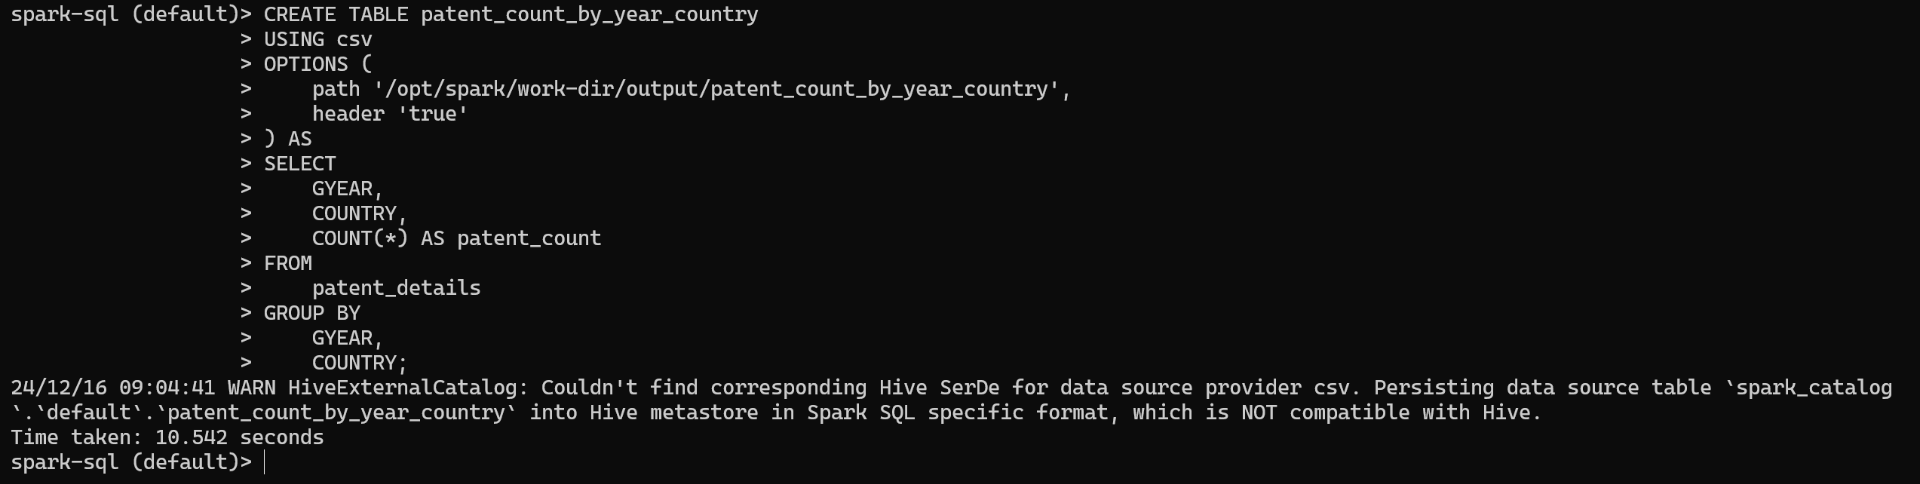 spark-sql (default)> CREATE TABLE patent_count_by_year_country
                   > USING csv
                   > OPTIONS (
                   >     path '/opt/spark/work-dir/output/patent_count_by_year_country',
                   >     header 'true'
                   > ) AS
                   > SELECT
                   >     GYEAR,
                   >     COUNTRY,
                   >     COUNT(*) AS patent_count
                   > FROM
                   >     patent_details
                   > GROUP BY
                   >     GYEAR,
                   >     COUNTRY;
24/12/16 09:04:41 WARN HiveExternalCatalog: Couldn't find corresponding Hive SerDe for data source provider csv. Persisting data source table `spark_catalog
`.`default`.`patent_count_by_year_country` into Hive metastore in Spark SQL specific format, which is NOT compatible with Hive.
Time taken: 10.542 seconds
spark-sql (default)>